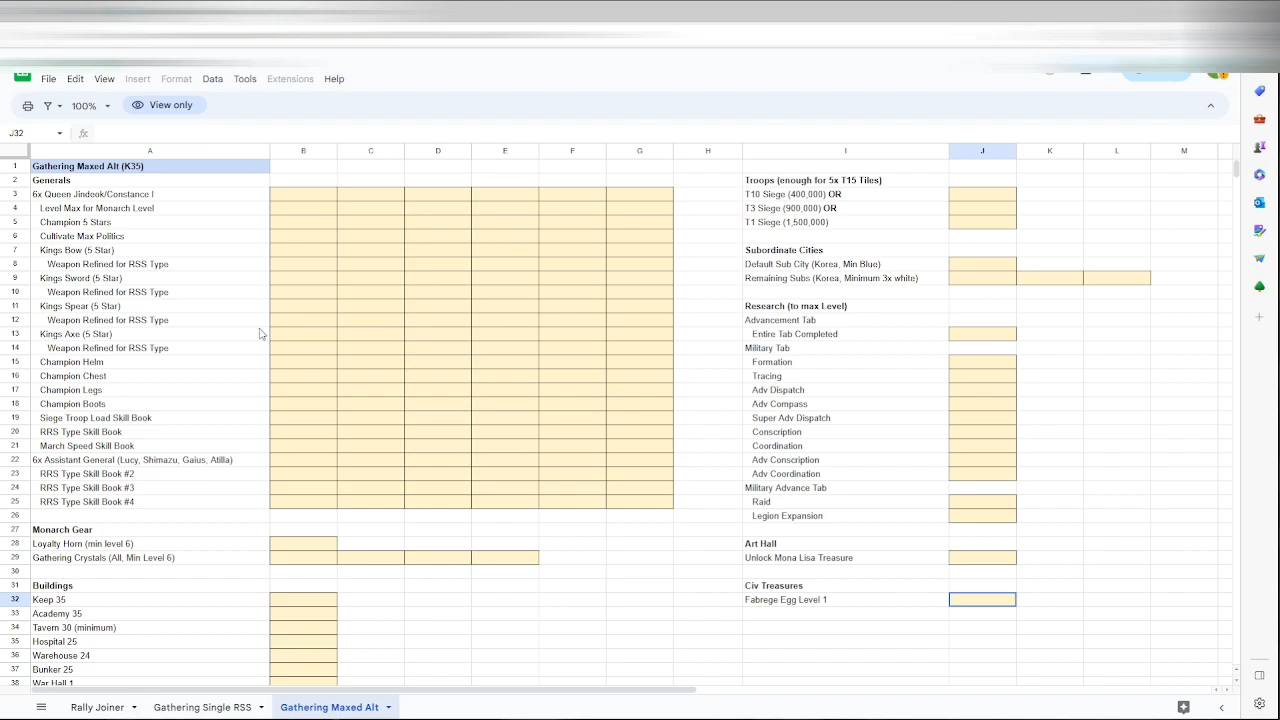 File Edit View Insert Format Data Tools Extensions Help
100% View only
J32 fx
A B C D E F G H I J K L M
1 Gathering Maxed Alt (K35)
2 Generals Troops (enough for 5x T15 Tiles)
3 6x Queen Jindeok/Constance I T10 Siege (400,000) OR
4 Level Max for Monarch Level T3 Siege (900,000) OR
5 Champion 5 Stars T1 Siege (1,500,000)
6 Cultivate Max Politics
7 Kings Bow (5 Star) Subordinate Cities
8 Weapon Refined for RSS Type Default Sub City (Korea, Min Blue)
9 Kings Sword (5 Star) Remaining Subs (Korea, Minimum 3x white)
10 Weapon Refined for RSS Type
11 Kings Spear (5 Star) Research (to max Level)
12 Weapon Refined for RSS Type Advancement Tab
13 Kings Axe (5 Star) Entire Tab Completed
14 Weapon Refined for RSS Type Military Tab
15 Champion Helm Formation
16 Champion Chest Tracing
17 Champion Legs Adv Dispatch
18 Champion Boots Adv Compass
19 Siege Troop Load Skill Book Super Adv Dispatch
20 RRS Type Skill Book Conscription
21 March Speed Skill Book Coordination
22 6x Assistant General (Lucy, Shimazu, Gaius, Atilla) Adv Conscription
23 RRS Type Skill Book #2 Adv Coordination
24 RRS Type Skill Book #3 Military Advance Tab
25 RRS Type Skill Book #4 Raid
26 Legion Expansion
27 Monarch Gear
28 Loyalty Horn (min level 6) Art Hall
29 Gathering Crystals (All, Min Level 6) Unlock Mona Lisa Treasure
30
31 Buildings Civ Treasures
32 Keep 35 Fabrege Egg Level 1
33 Academy 35
34 Tavern 30 (minimum)
35 Hospital 25
36 Warehouse 24
37 Bunker 25
38 War Hall 1
Rally Joiner Gathering Single RSS Gathering Maxed Alt